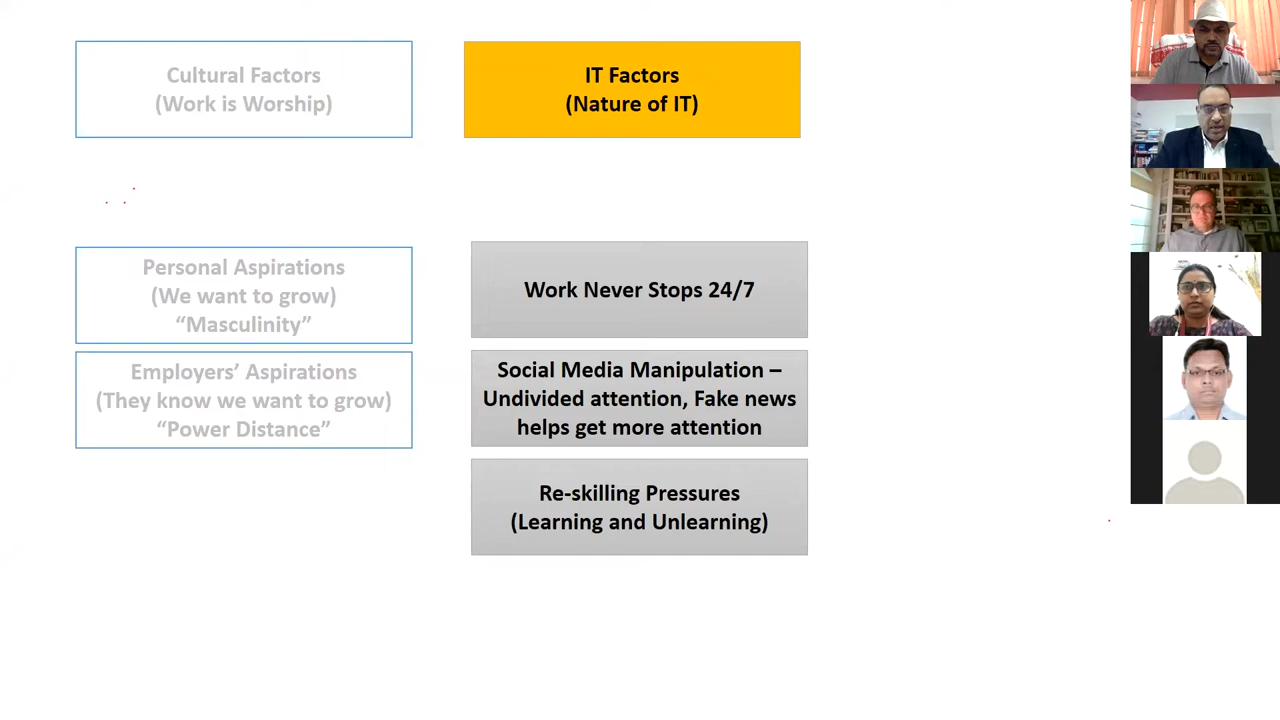 Cultural Factors
(Work is Worship)
IT Factors
(Nature of IT)
Personal Aspirations
(We want to grow)
“Masculinity”
Employers’ Aspirations
(They know we want to grow)
“Power Distance”
Work Never Stops 24/7
Social Media Manipulation –
Undivided attention, Fake news
helps get more attention
Re-skilling Pressures
(Learning and Unlearning)